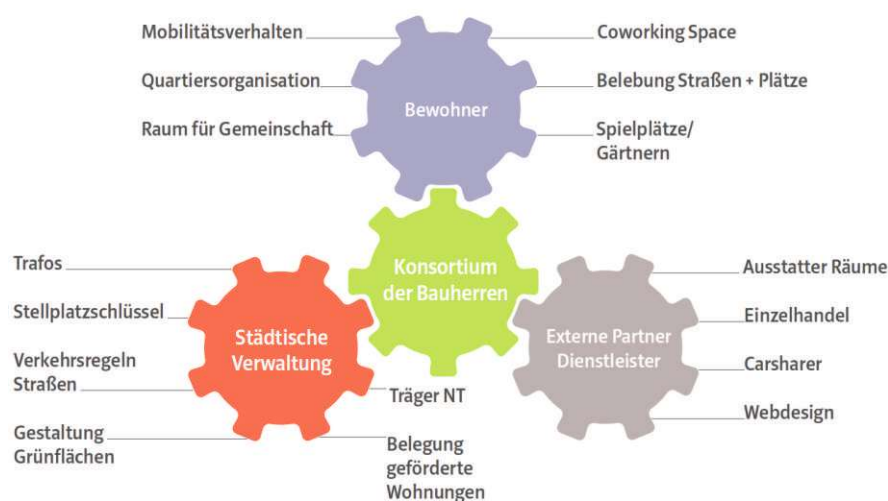 Mobilitätsverhalten
Quartiersorganisation
Raum für Gemeinschaft
Bewohner
Coworking Space
Belebung Straßen + Plätze
Spielplätze/
Gärtnern
Konsortium
der Bauherren
Trafos
Stellplatzschlüssel
Verkehrsregeln
Straßen
Gestaltung
Grünflächen
Städtische
Verwaltung
Träger NT
Belegung
geförderte
Wohnungen
Externe Partner
Dienstleister
Ausstatter Räume
Einzelhandel
Carsharer
Webdesign